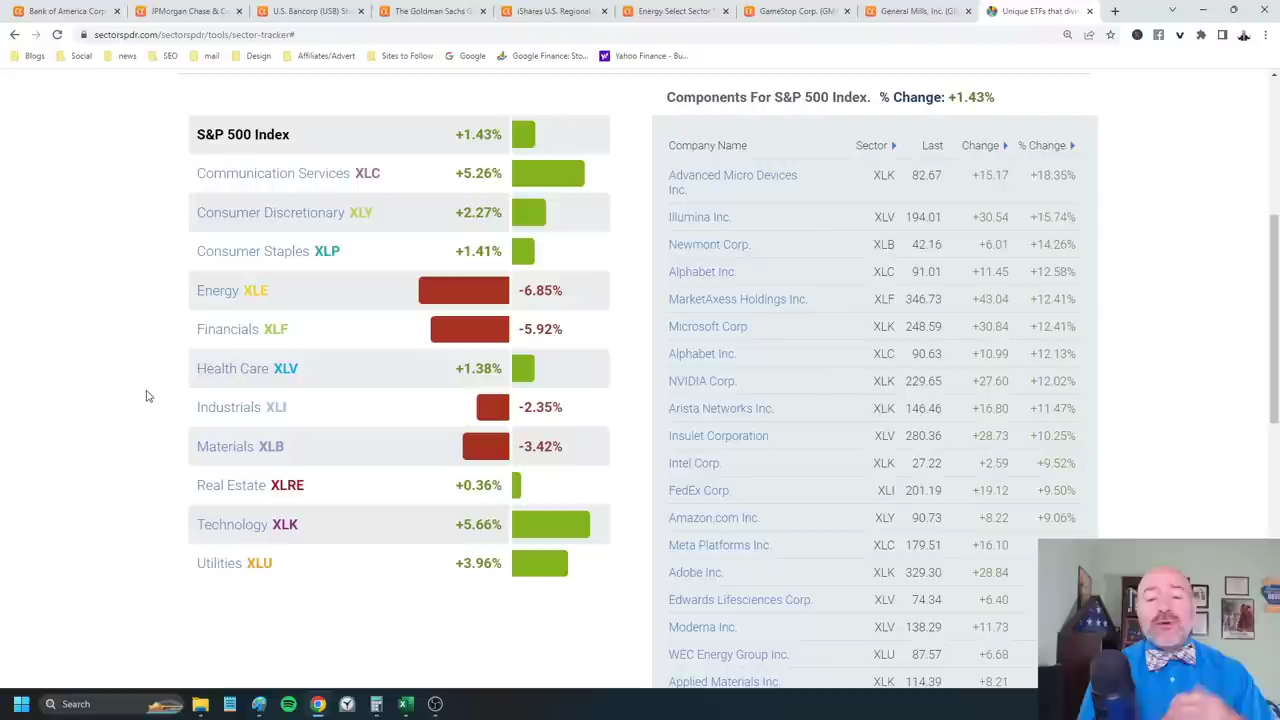 Bank of America Corp
JPMorgan Chase & C
U.S. Bancorp (USB) St
The Goldman Sachs G
iShares U.S. Regional
Energy Select Sector
GameStop Corp. (GM
General Mills, Inc. (G
Unique ETFs that div
sectorspdr.com/sectorspdr/tools/sector-tracker#
Blogs
Social
news
SEO
mail
Design
Affiliates/Advert
Sites to Follow
Google
Google Finance: Sto...
Yahoo Finance - Bu...
Components For S&P 500 Index. % Change: +1.43%
S&P 500 Index +1.43%
Communication Services XLC +5.26%
Consumer Discretionary XLY +2.27%
Consumer Staples XLP +1.41%
Energy XLE -6.85%
Financials XLF -5.92%
Health Care XLV +1.38%
Industrials XLI -2.35%
Materials XLB -3.42%
Real Estate XLRE +0.36%
Technology XLK +5.66%
Utilities XLU +3.96%
Company Name Sector Last Change % Change
Advanced Micro Devices Inc. XLK 82.67 +15.17 +18.35%
Illumina Inc. XLV 194.01 +30.54 +15.74%
Newmont Corp. XLB 42.16 +6.01 +14.26%
Alphabet Inc. XLC 91.01 +11.45 +12.58%
MarketAxess Holdings Inc. XLF 346.73 +43.04 +12.41%
Microsoft Corp XLK 248.59 +30.84 +12.41%
Alphabet Inc. XLC 90.63 +10.99 +12.13%
NVIDIA Corp. XLK 229.65 +27.60 +12.02%
Arista Networks Inc. XLK 146.46 +16.80 +11.47%
Insulet Corporation XLV 280.36 +28.73 +10.25%
Intel Corp. XLK 27.22 +2.59 +9.52%
FedEx Corp. XLI 201.19 +19.12 +9.50%
Amazon.com Inc. XLY 90.73 +8.22 +9.06%
Meta Platforms Inc. XLC 179.51 +16.10
Adobe Inc. XLK 329.30 +28.84
Edwards Lifesciences Corp. XLV 74.34 +6.40
Moderna Inc. XLV 138.29 +11.73
WEC Energy Group Inc. XLU 87.57 +6.68
Applied Materials Inc. XLK 114.39 +8.21
Search